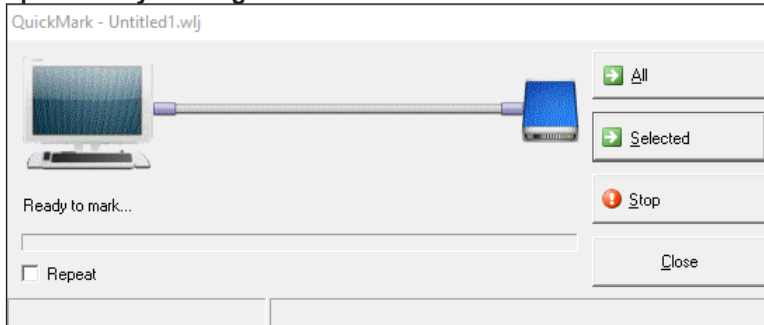 QuickMark - Untitled1.wlj
All
Selected
Ready to mark...
Stop
Close
Repeat